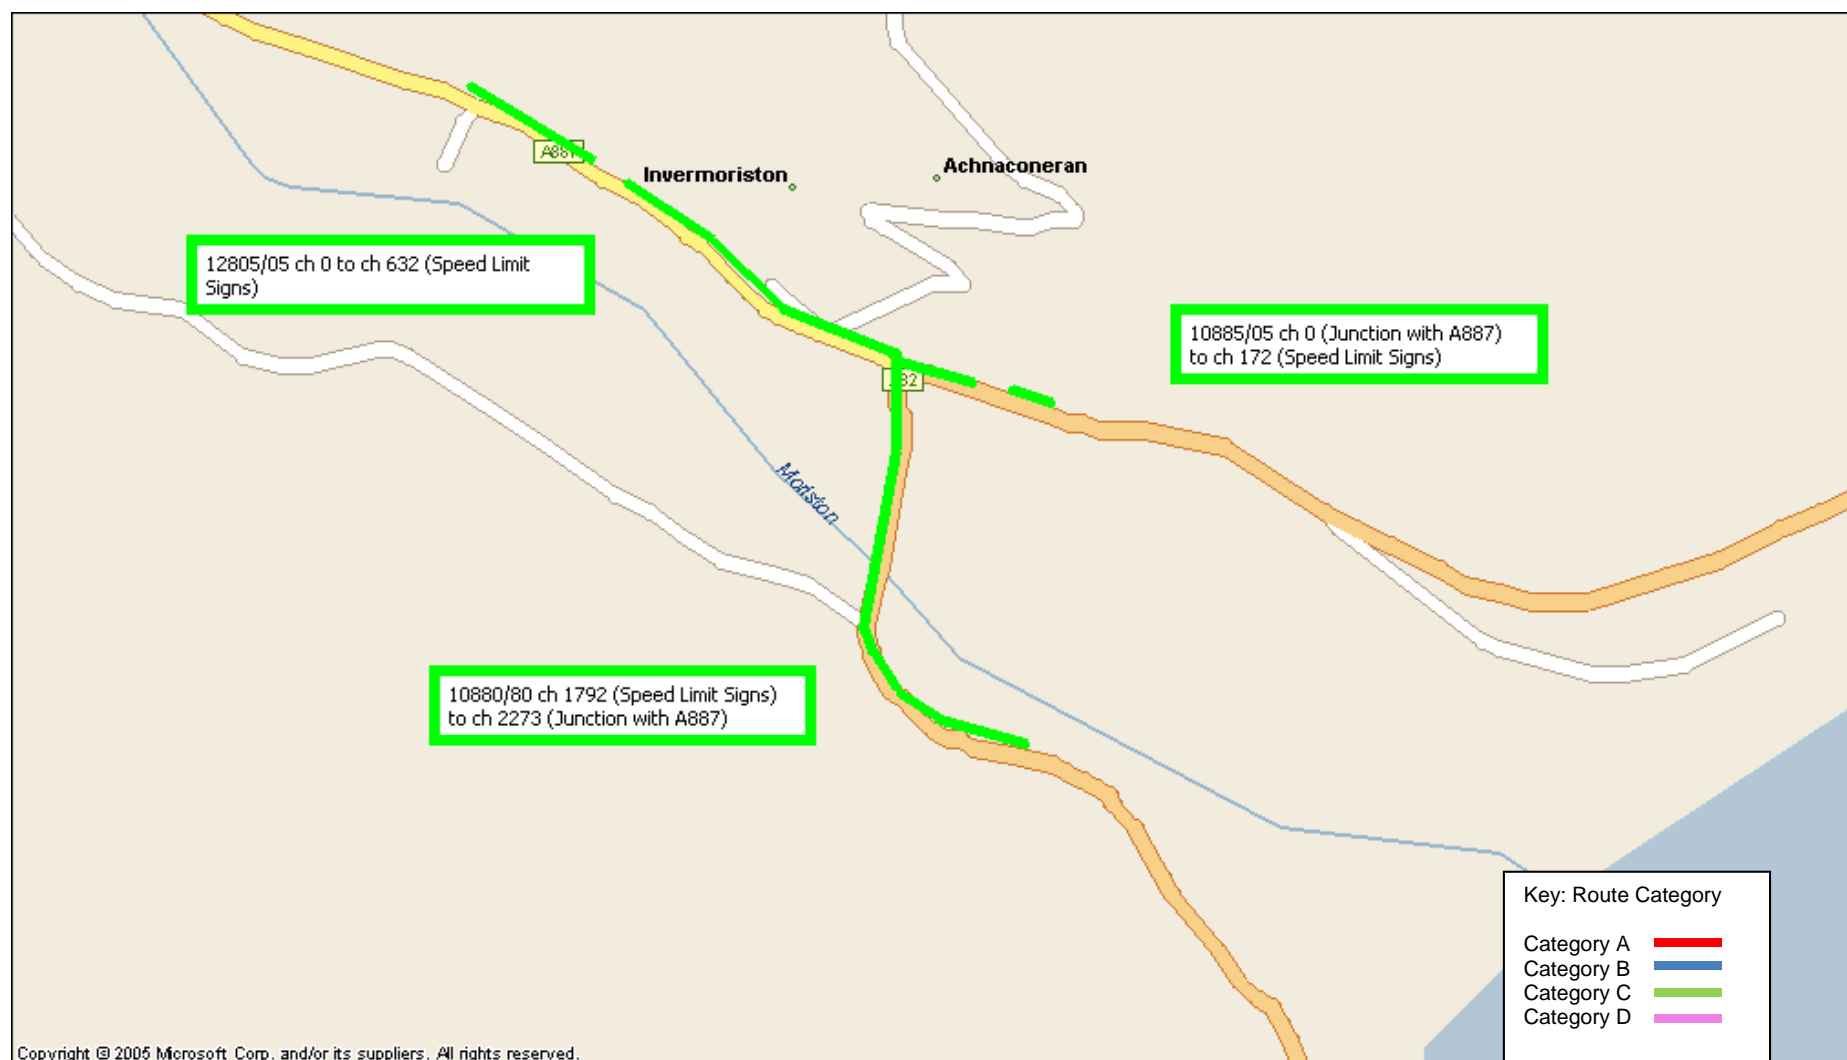 A887
Invermoriston
Achnaconeran
12805/05 ch 0 to ch 632 (Speed Limit
Signs)
10885/05 ch 0 (Junction with A887)
to ch 172 (Speed Limit Signs)
Moriston
10880/80 ch 1792 (Speed Limit Signs)
to ch 2273 (Junction with A887)
Key: Route Category
Category A
Category B
Category C
Category D
Copyright © 2005 Microsoft Corp. and/or its suppliers. All rights reserved.